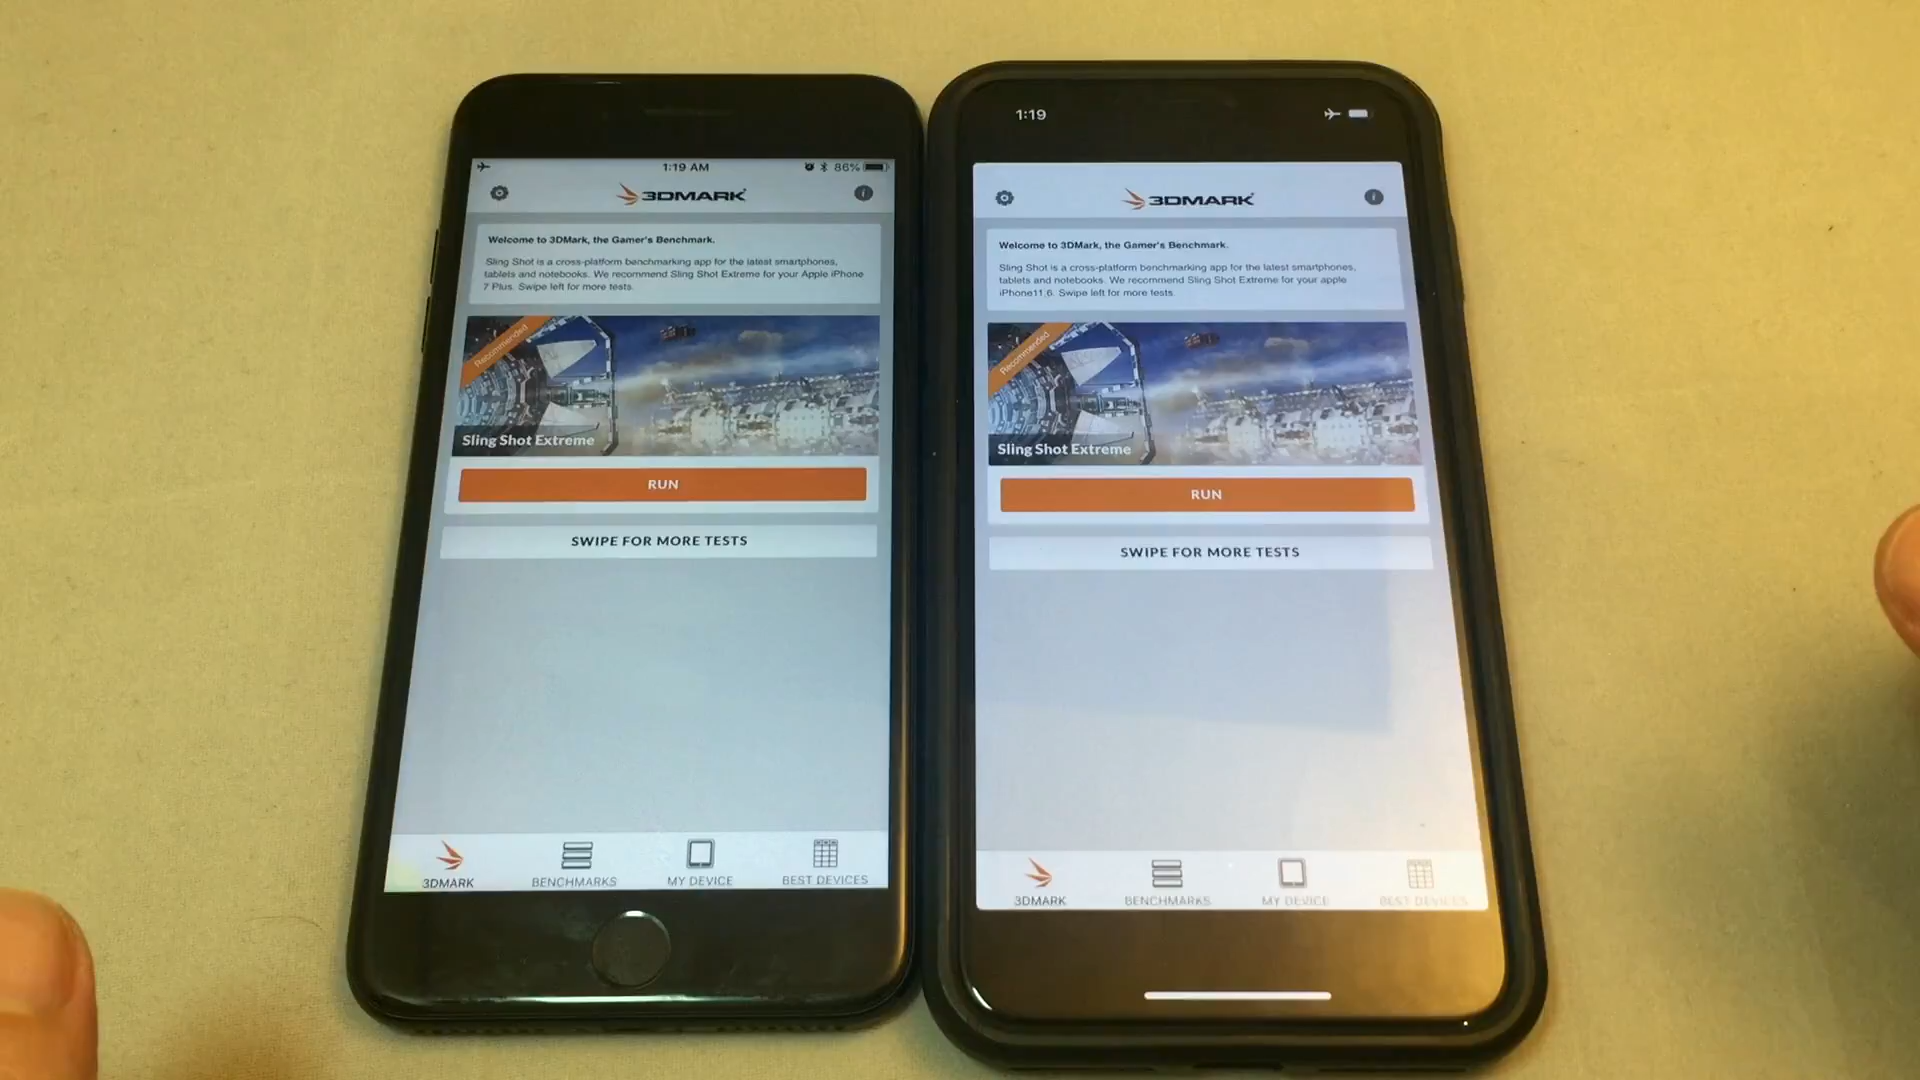 1:19 AM
86%
3DMARK
Welcome to 3DMark, the Gamer's Benchmark.
Sling Shot is a cross-platform benchmarking app for the latest smartphones,
tablets and notebooks. We recommend Sling Shot Extreme for your Apple iPhone
7 Plus. Swipe left for more tests.
Recommended
Sling Shot Extreme
RUN
SWIPE FOR MORE TESTS
3DMARK
BENCHMARKS
MY DEVICE
BEST DEVICES
1:19
3DMARK
Welcome to 3DMark, the Gamer's Benchmark.
Sling Shot is a cross-platform benchmarking app for the latest smartphones,
tablets and notebooks. We recommend Sling Shot Extreme for your apple
iPhone11,6. Swipe left for more tests.
Recommended
Sling Shot Extreme
RUN
SWIPE FOR MORE TESTS
3DMARK
BENCHMARKS
MY DEVICE
BEST DEVICES